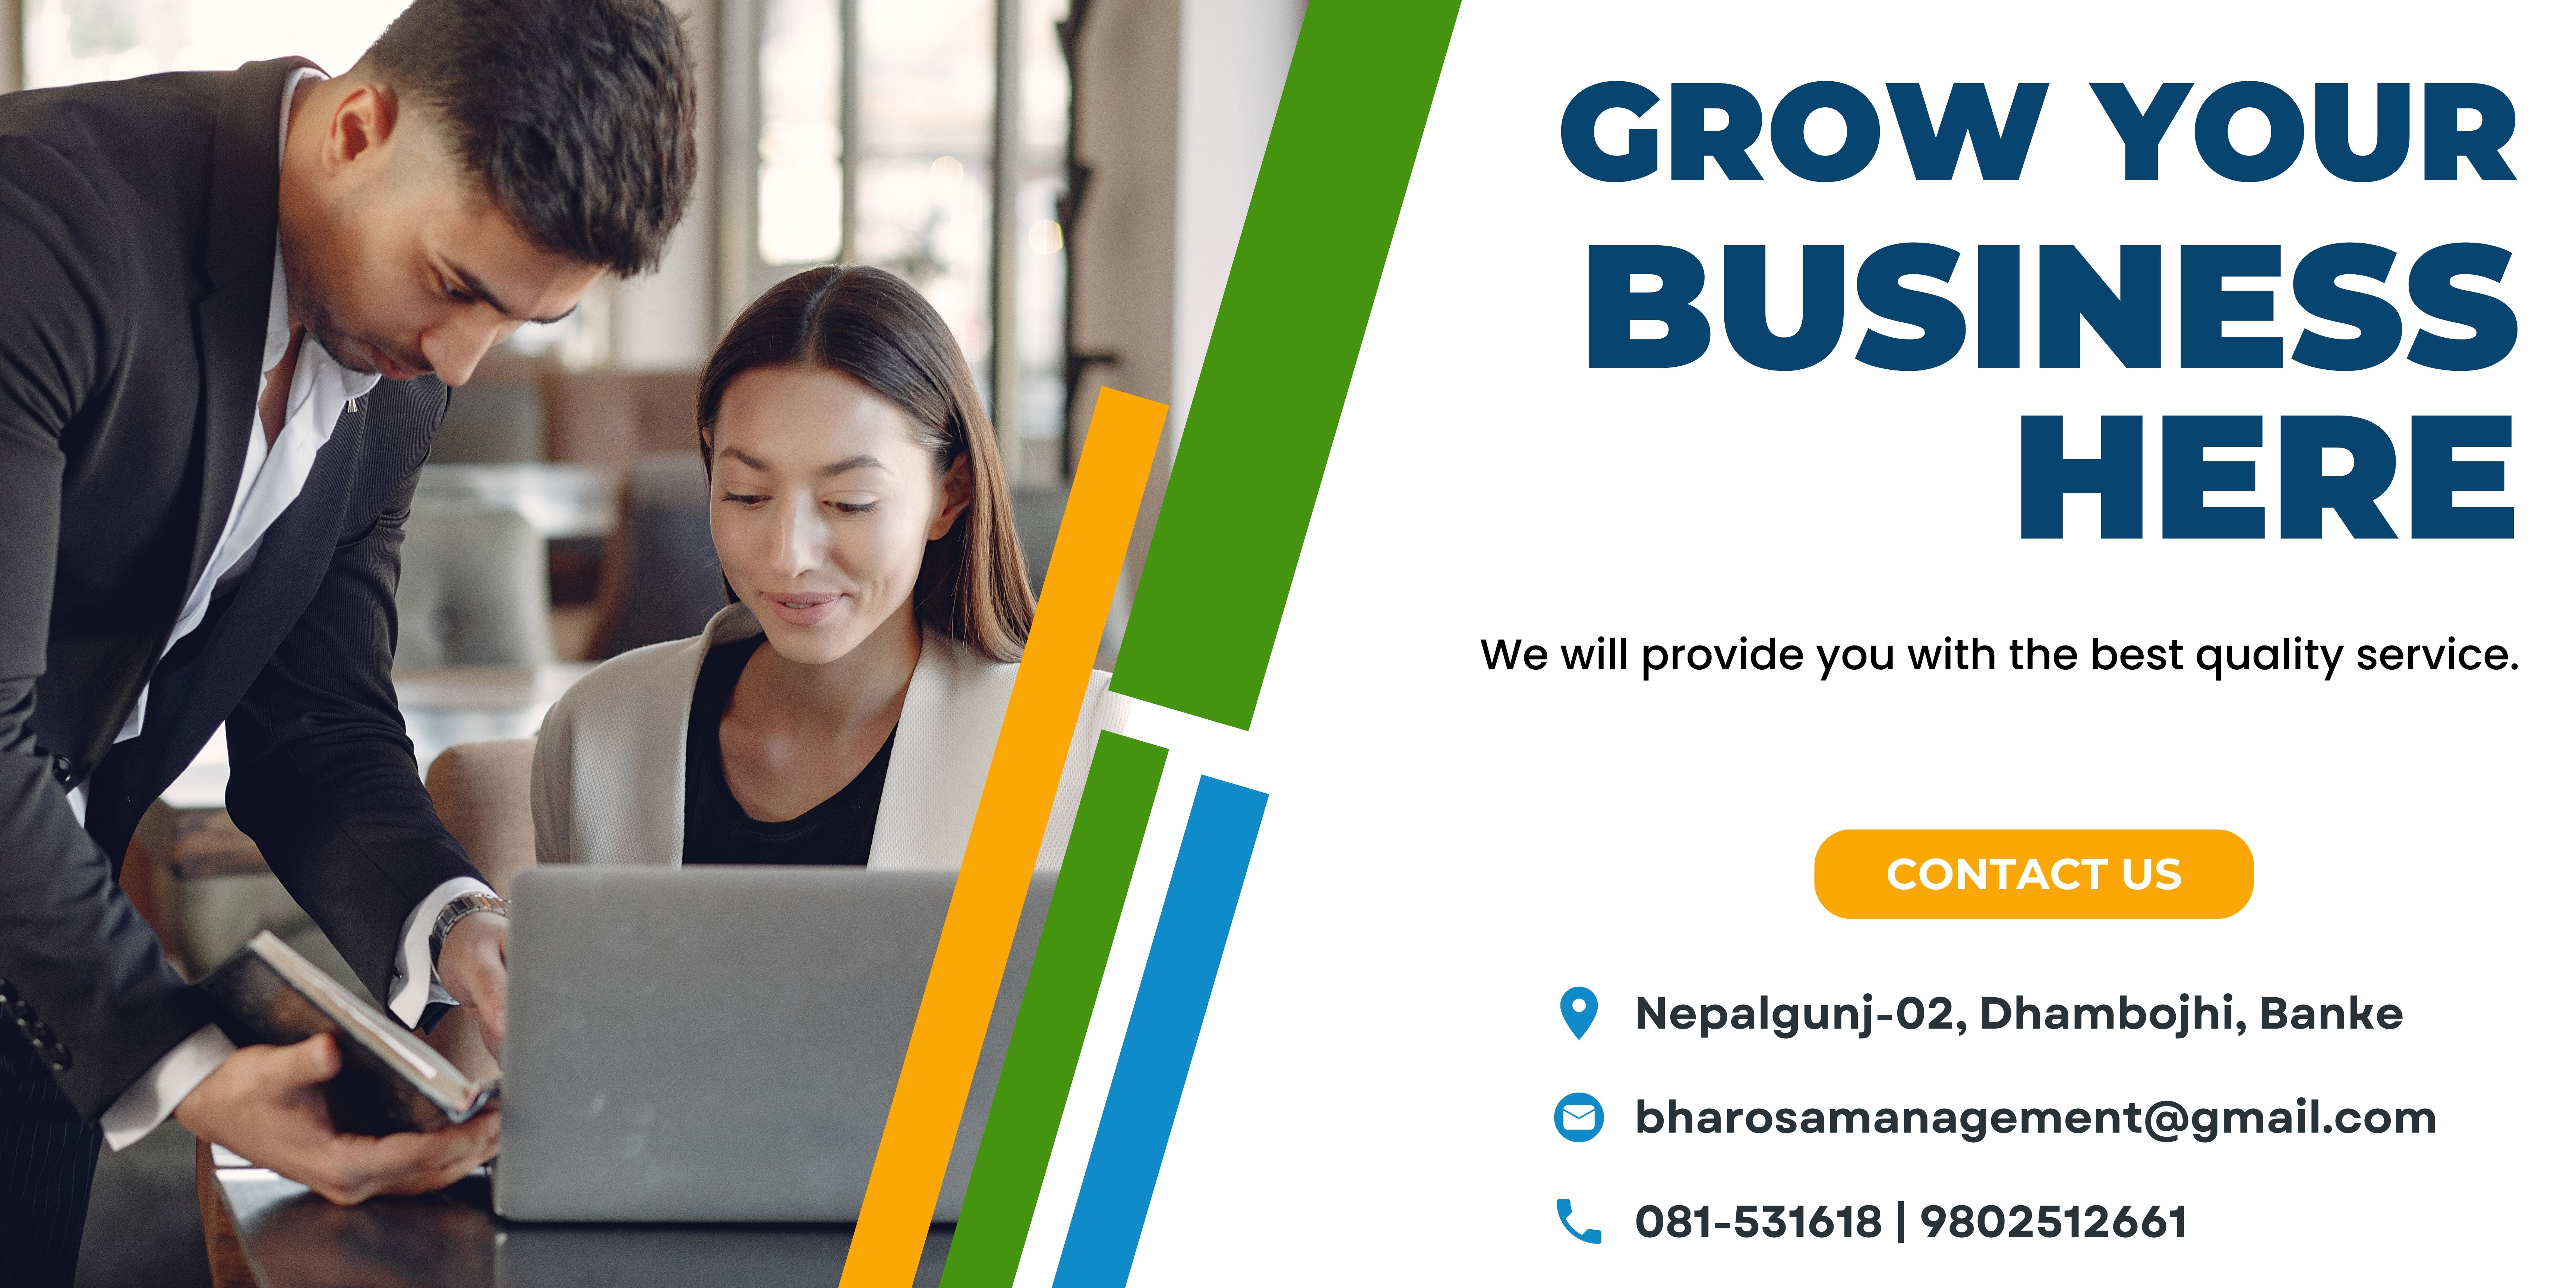 GROW YOUR
BUSINESS
HERE
We will provide you with the best quality service.
CONTACT US
Nepalgunj-02, Dhambojhi, Banke
bharosamanagement@gmail.com
081-531618 | 9802512661